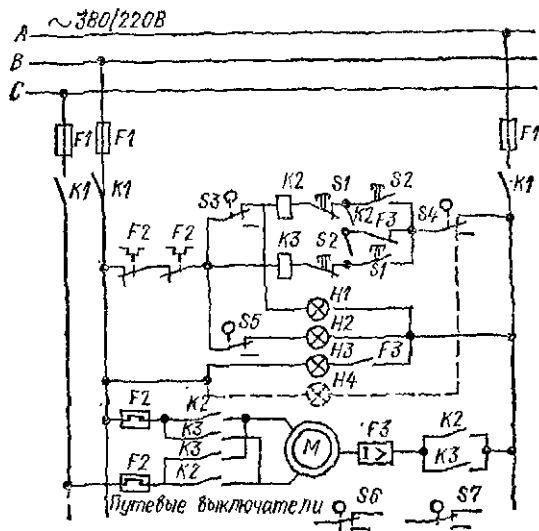 ~380/220В
A
B
C
F1 F1 F1
K1 K1 K1
S3 K2 S1 S2
K2 F3 S4
F2 F2 K3 S2 S1
H1
S5 H2
H3 F3
H4
F2 K2
K3 M F3 K2
K3 I> K3
F2 K2
Путевые выключатели S6 S7